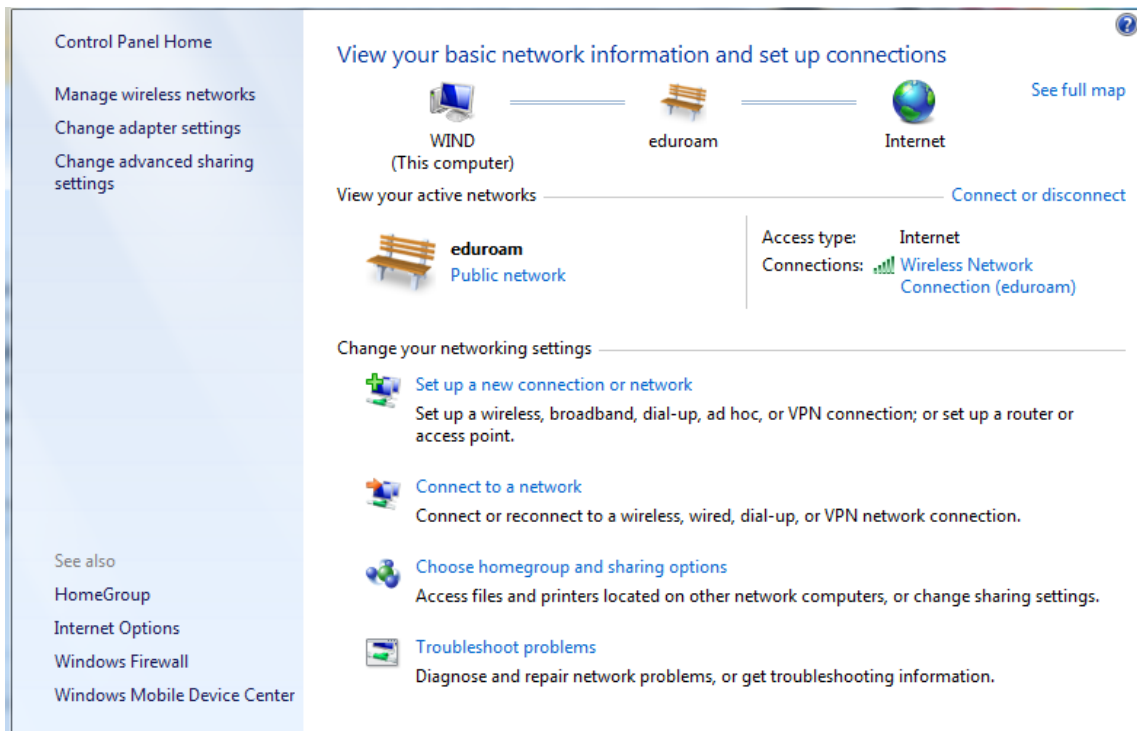 Control Panel Home
Manage wireless networks
Change adapter settings
Change advanced sharing
settings
See also
HomeGroup
Internet Options
Windows Firewall
Windows Mobile Device Center
View your basic network information and set up connections
See full map
WIND
(This computer)
eduroam
Internet
View your active networks
Connect or disconnect
eduroam
Public network
Access type: Internet
Connections: Wireless Network
Connection (eduroam)
Change your networking settings
Set up a new connection or network
Set up a wireless, broadband, dial-up, ad hoc, or VPN connection; or set up a router or
access point.
Connect to a network
Connect or reconnect to a wireless, wired, dial-up, or VPN network connection.
Choose homegroup and sharing options
Access files and printers located on other network computers, or change sharing settings.
Troubleshoot problems
Diagnose and repair network problems, or get troubleshooting information.